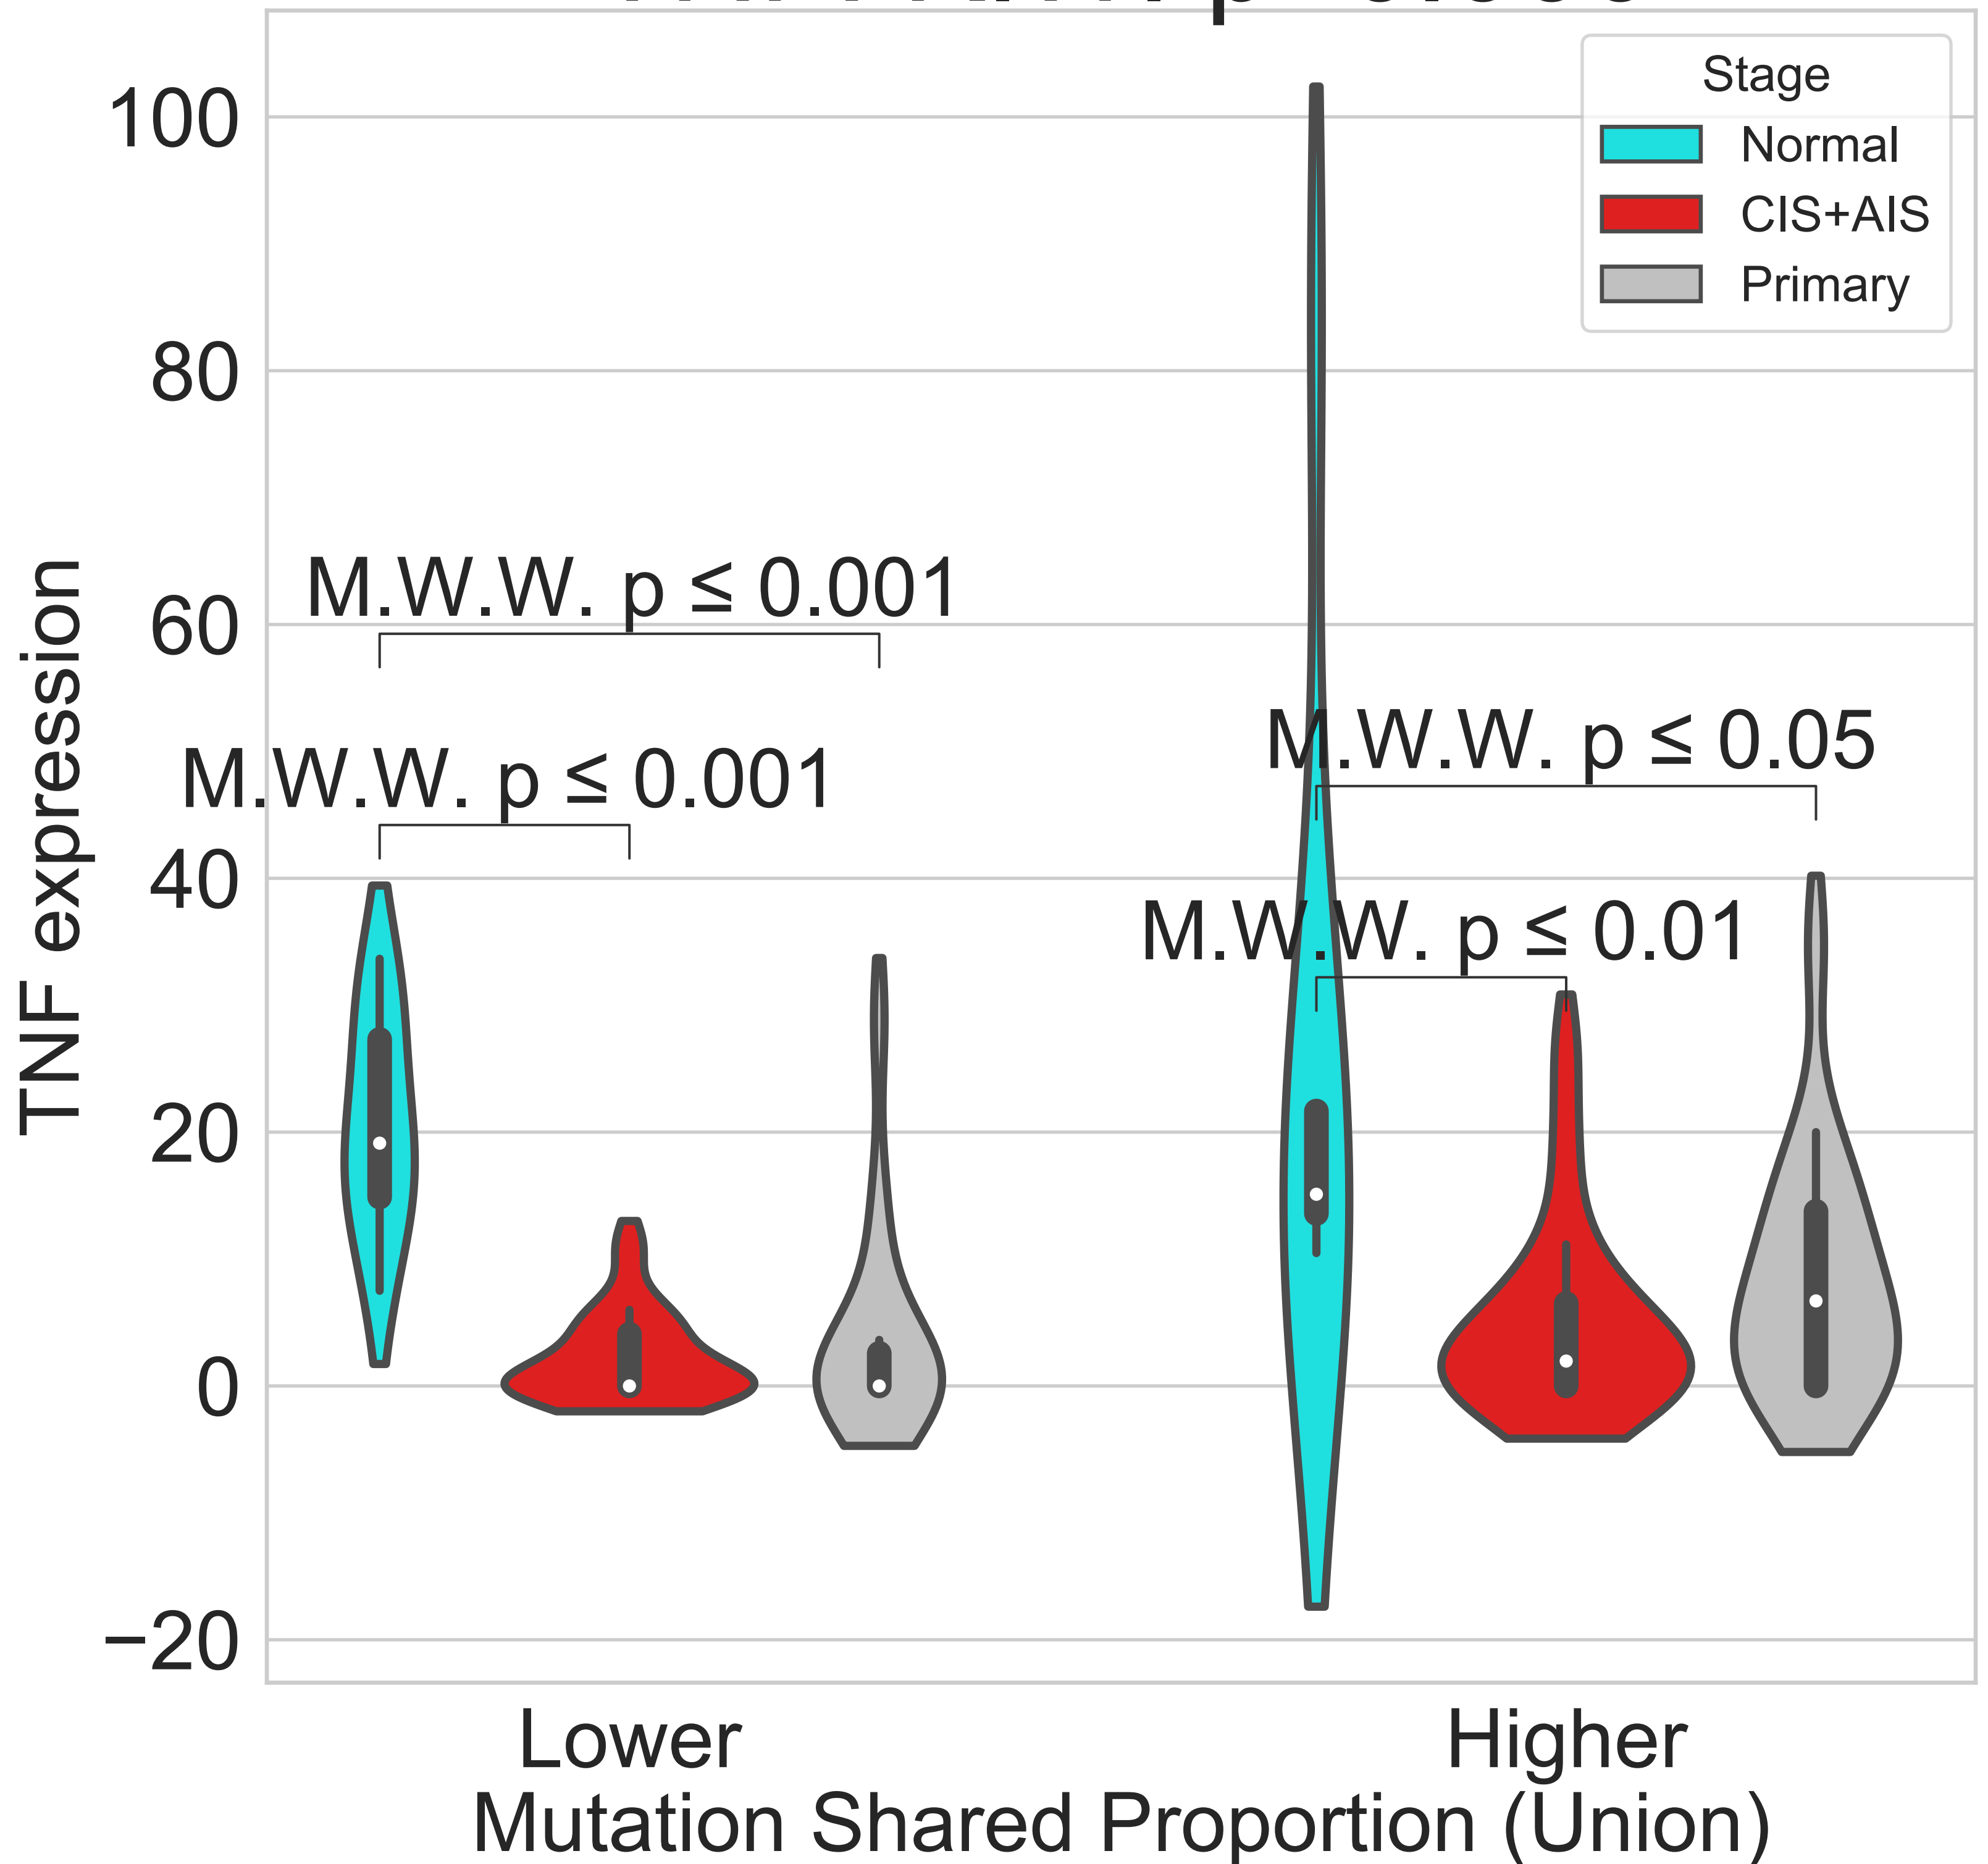 Stage
Normal
CIS+AIS
Primary
100
80
60
40
20
0
−20
TNF expression
M.W.W. p ≤ 0.001
M.W.W. p ≤ 0.001
M.W.W. p ≤ 0.05
M.W.W. p ≤ 0.01
Lower
Higher
Mutation Shared Proportion (Union)